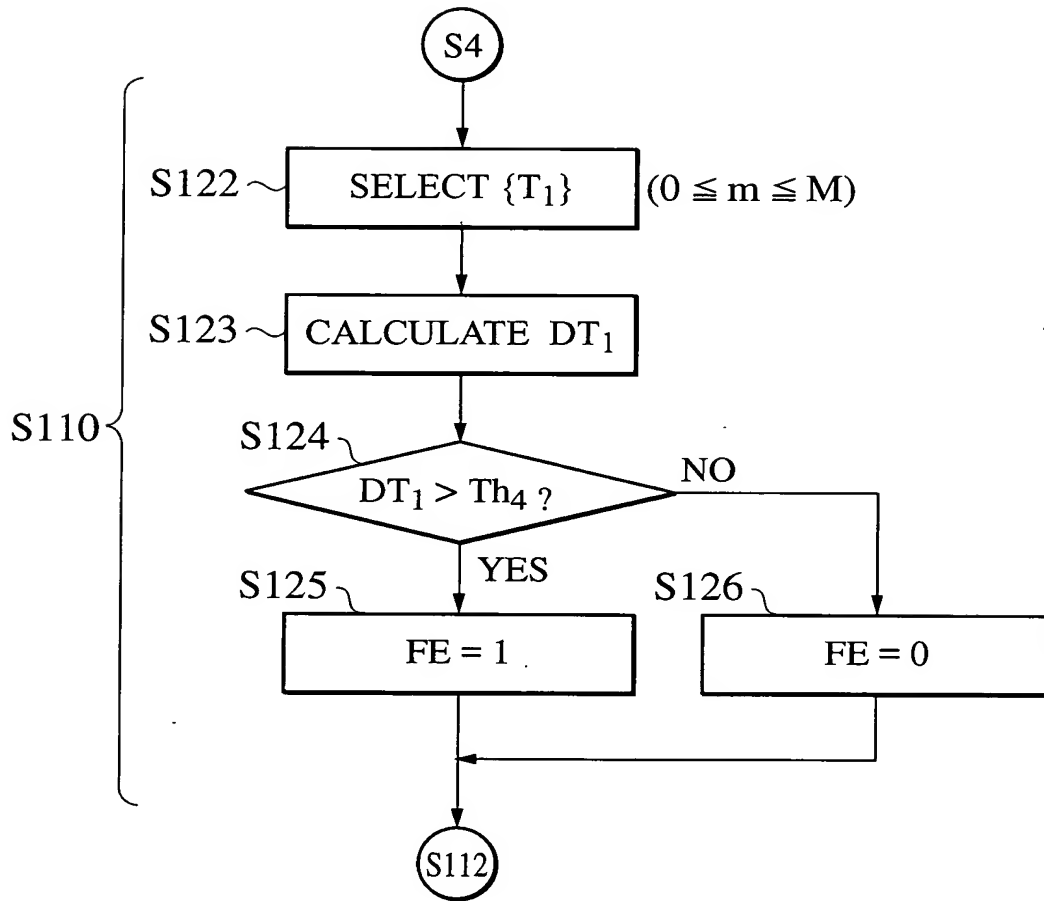 S4
S122
SELECT {T₁}
(0 ≦ m ≦ M)
S123
CALCULATE DT₁
S110
S124
DT₁ > Th₄ ?
NO
YES
S125
FE = 1
S126
FE = 0
S112